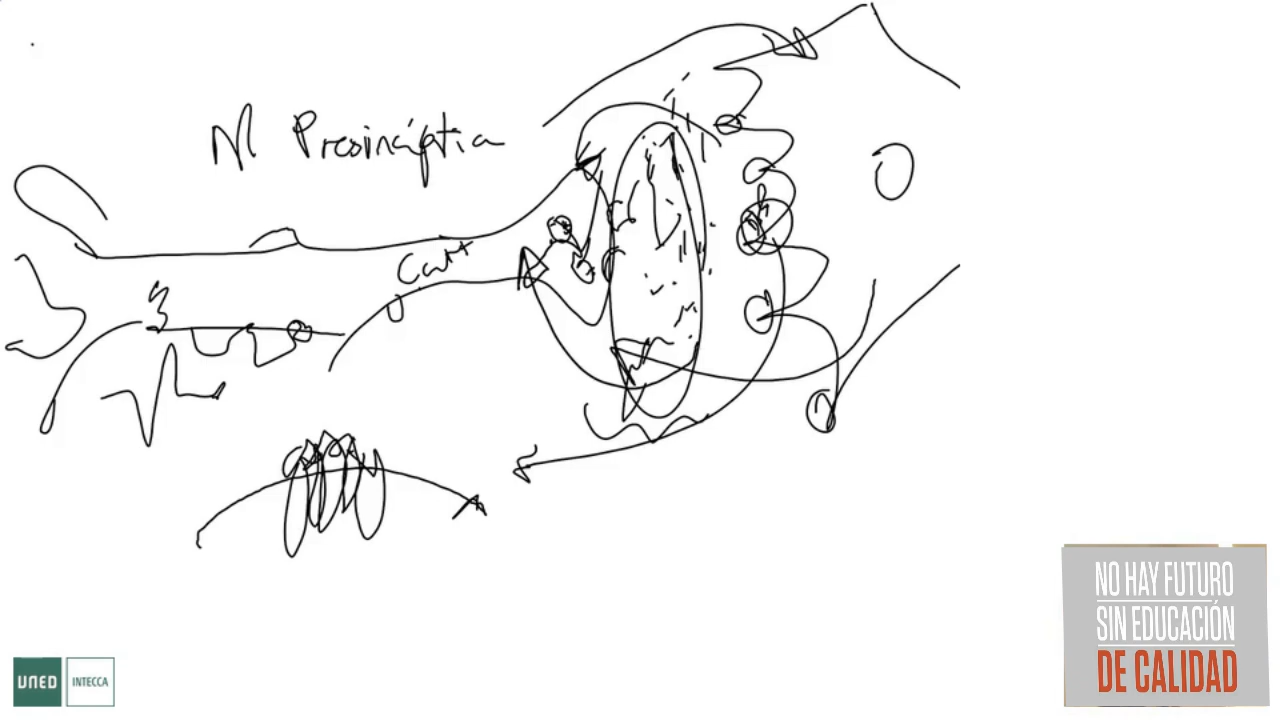 N Presináptica
Ca++
NO HAY FUTURO
SIN EDUCACIÓN
DE CALIDAD
UNED
INTECCA